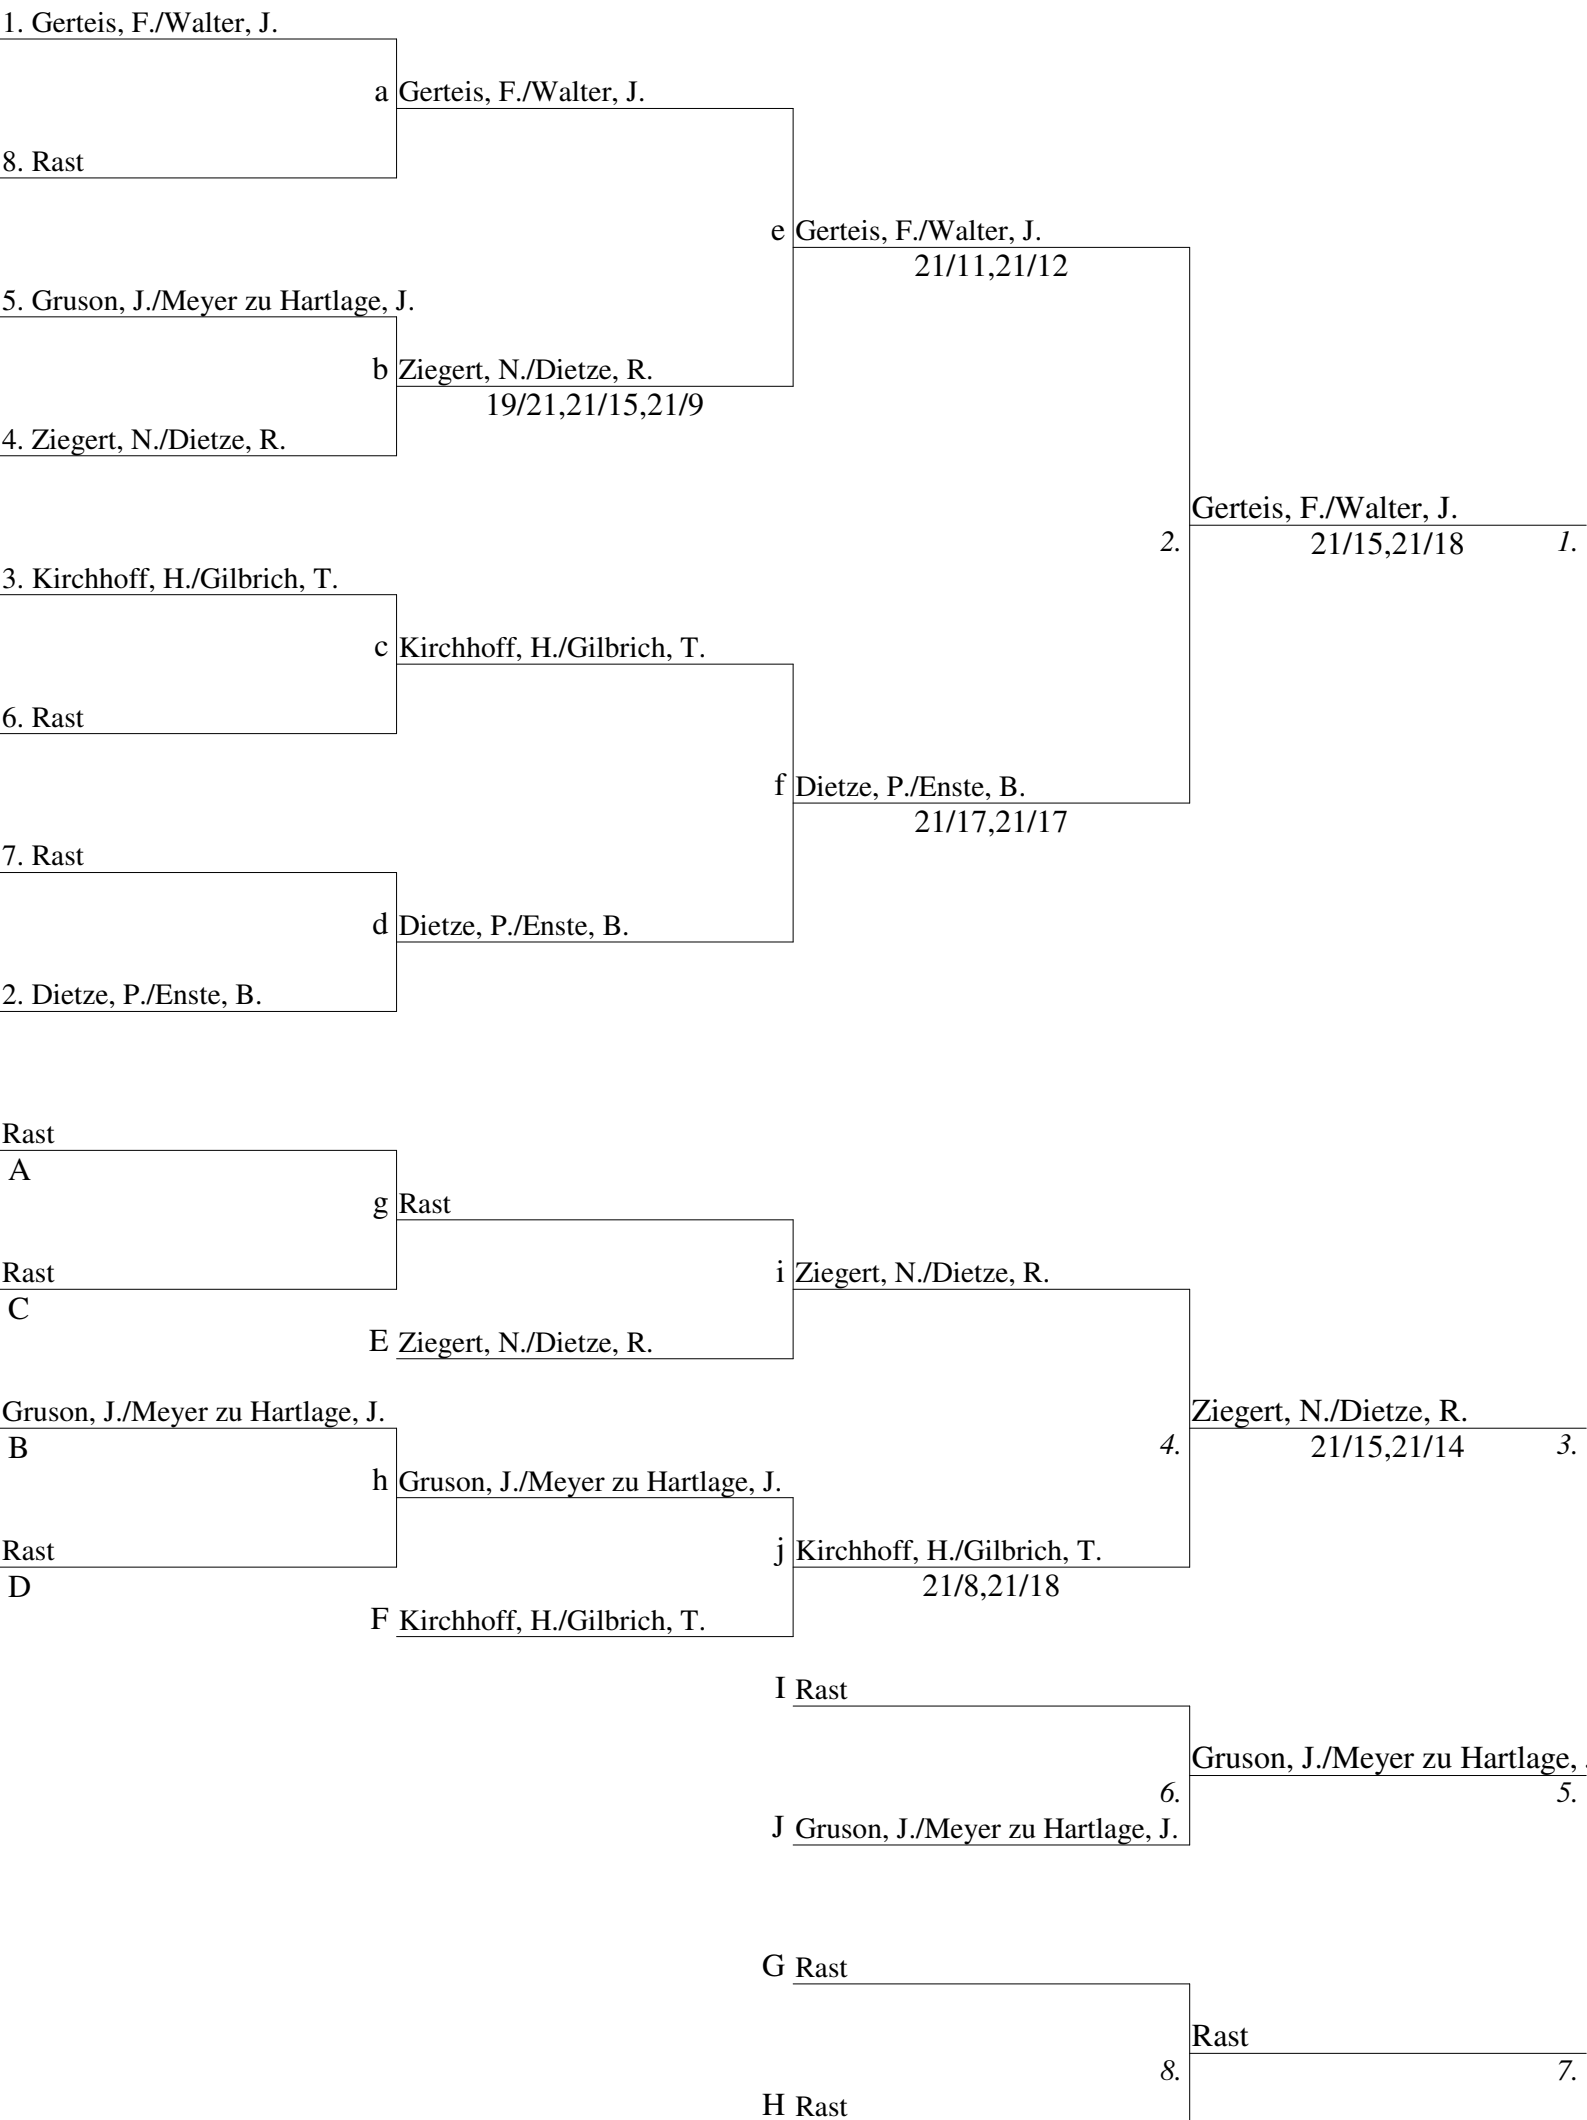 1. Gerteis, F./Walter, J.
a Gerteis, F./Walter, J.
8. Rast
e Gerteis, F./Walter, J.
21/11,21/12
5. Gruson, J./Meyer zu Hartlage, J.
b Ziegert, N./Dietze, R.
19/21,21/15,21/9
4. Ziegert, N./Dietze, R.
Gerteis, F./Walter, J.
2. 21/15,21/18 1.
3. Kirchhoff, H./Gilbrich, T.
c Kirchhoff, H./Gilbrich, T.
6. Rast
f Dietze, P./Enste, B.
21/17,21/17
7. Rast
d Dietze, P./Enste, B.
2. Dietze, P./Enste, B.
Rast
A
g Rast
Rast
C
i Ziegert, N./Dietze, R.
E Ziegert, N./Dietze, R.
Gruson, J./Meyer zu Hartlage, J.
B
Ziegert, N./Dietze, R.
4. 21/15,21/14 3.
h Gruson, J./Meyer zu Hartlage, J.
Rast
D
j Kirchhoff, H./Gilbrich, T.
21/8,21/18
F Kirchhoff, H./Gilbrich, T.
I Rast
Gruson, J./Meyer zu Hartlage,
6. 5.
J Gruson, J./Meyer zu Hartlage, J.
G Rast
Rast
8. 7.
H Rast